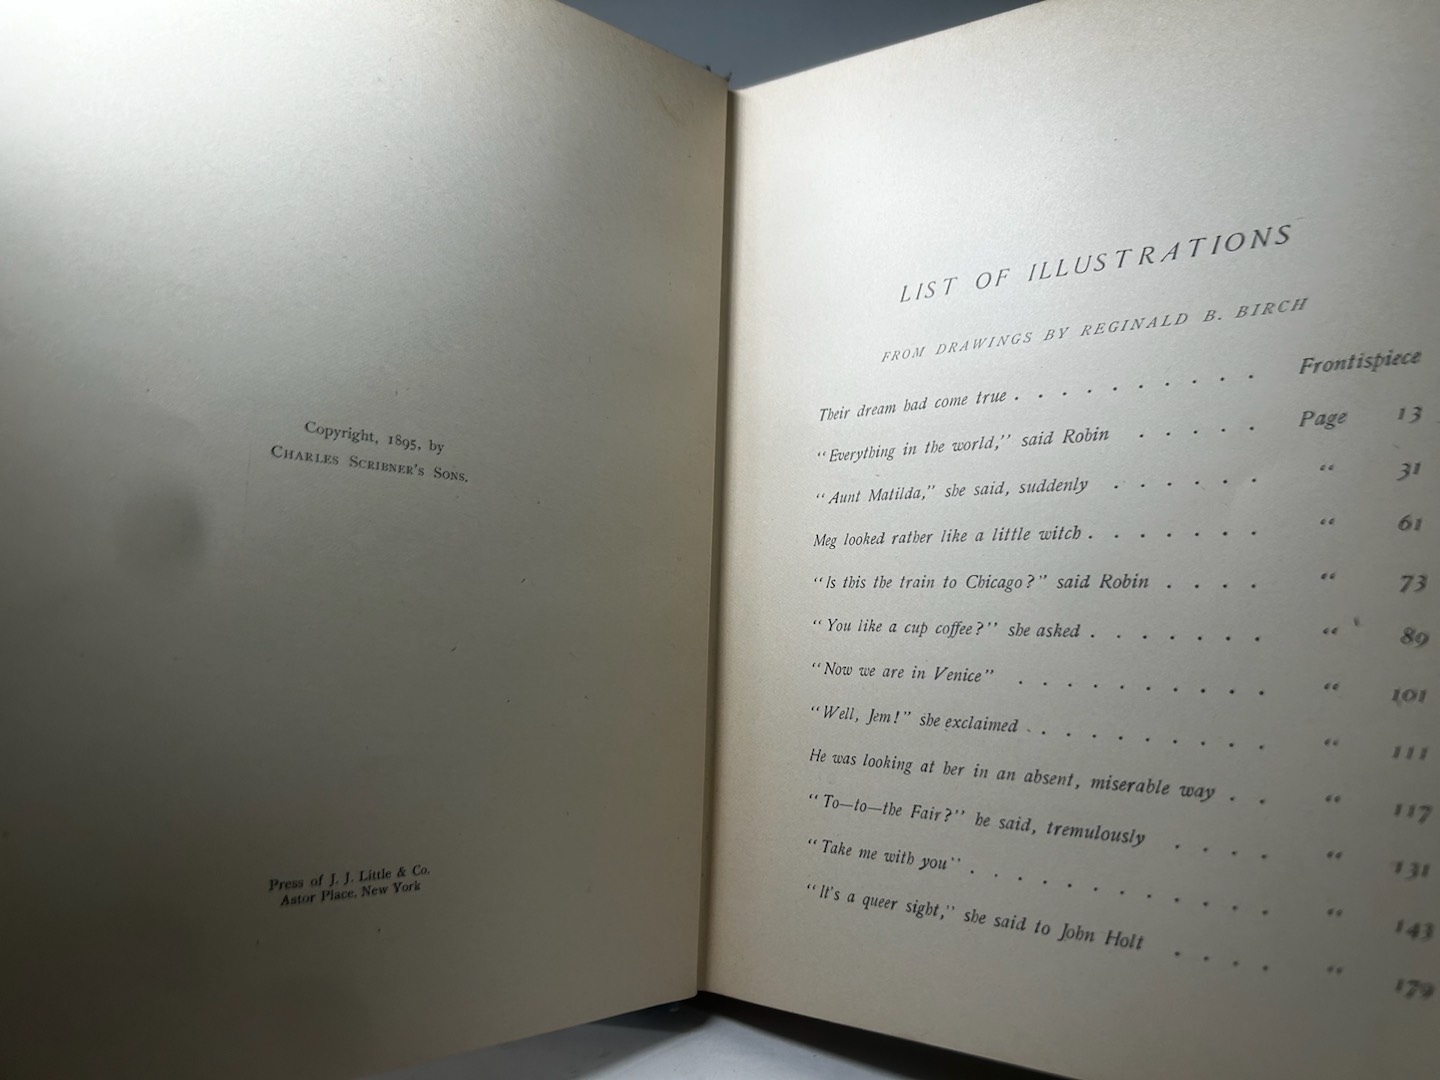 Copyright, 1895, by
CHARLES SCRIBNER'S SONS.
Press of J. J. Little & Co.
Astor Place, New York
LIST OF ILLUSTRATIONS
FROM DRAWINGS BY REGINALD B. BIRCH
Their dream had come true . . . . . . . . . . Frontispiece
“Everything in the world,” said Robin . . . . . Page 13
“Aunt Matilda,” she said, suddenly . . . . . . “ 31
Meg looked rather like a little witch . . . . . . . “ 61
“Is this the train to Chicago?” said Robin . . . . “ 73
“You like a cup coffee?” she asked . . . . . . . “ 89
“Now we are in Venice” . . . . . . . . . . “ 101
“Well, Jem!” she exclaimed . . . . . . . . . . “ 111
He was looking at her in an absent, miserable way . . “ 117
“To—to—the Fair?” he said, tremulously . . . . “ 131
“Take me with you” . . . . . . . . . . . “ 143
“It's a queer sight,” she said to John Holt . . . . “ 179